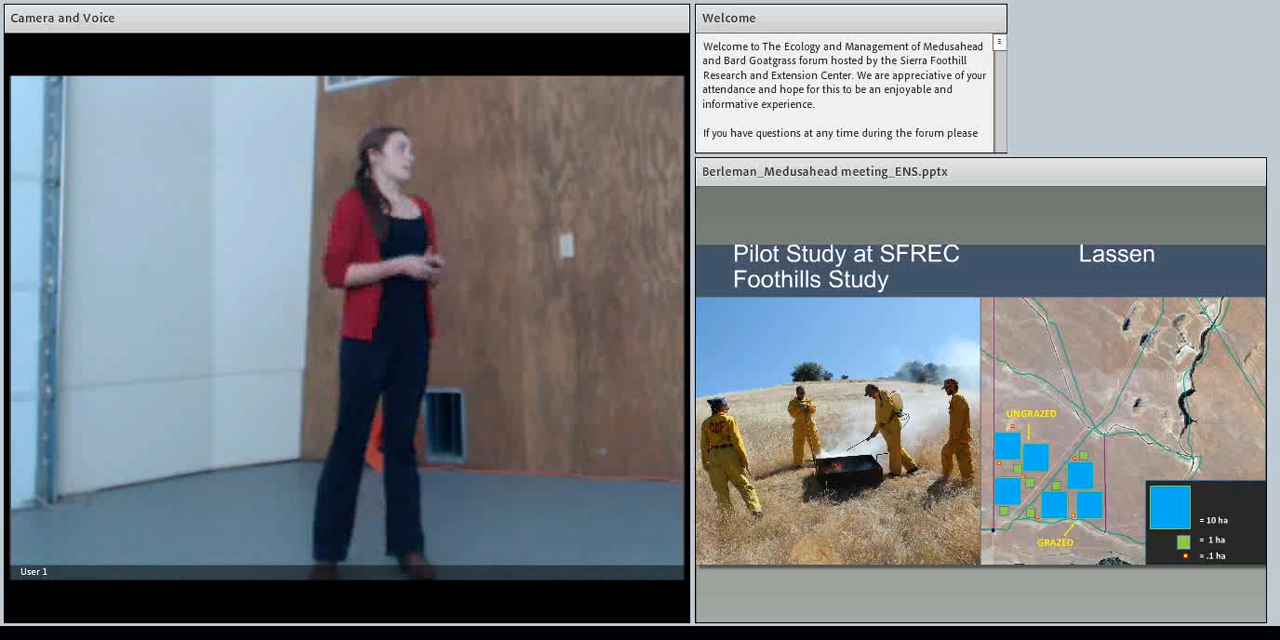 Camera and Voice
User 1
Welcome
Welcome to The Ecology and Management of Medusahead
and Bard Goatgrass forum hosted by the Sierra Foothill
Research and Extension Center. We are appreciative of your
attendance and hope for this to be an enjoyable and
informative experience.
If you have questions at any time during the forum please
Berleman_Medusahead meeting_ENS.pptx
Pilot Study at SFREC Lassen
Foothills Study
UNGRAZED
GRAZED
= 10 ha
= 1 ha
= .1 ha